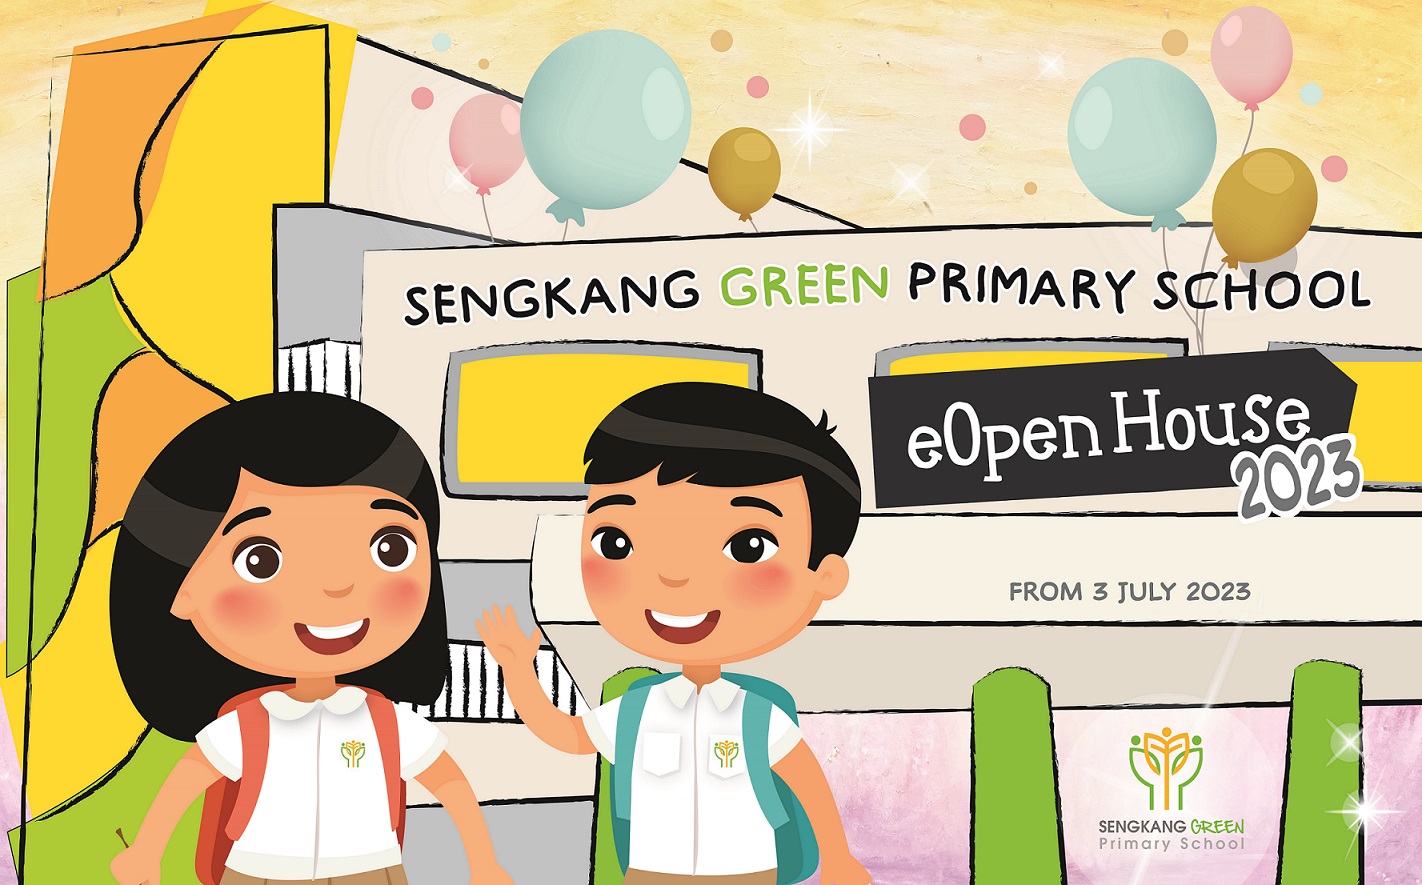 SENGKANG GREEN PRIMARY SCHOOL
eOpen House
2023
FROM 3 JULY 2023
SENGKANG GREEN
Primary School